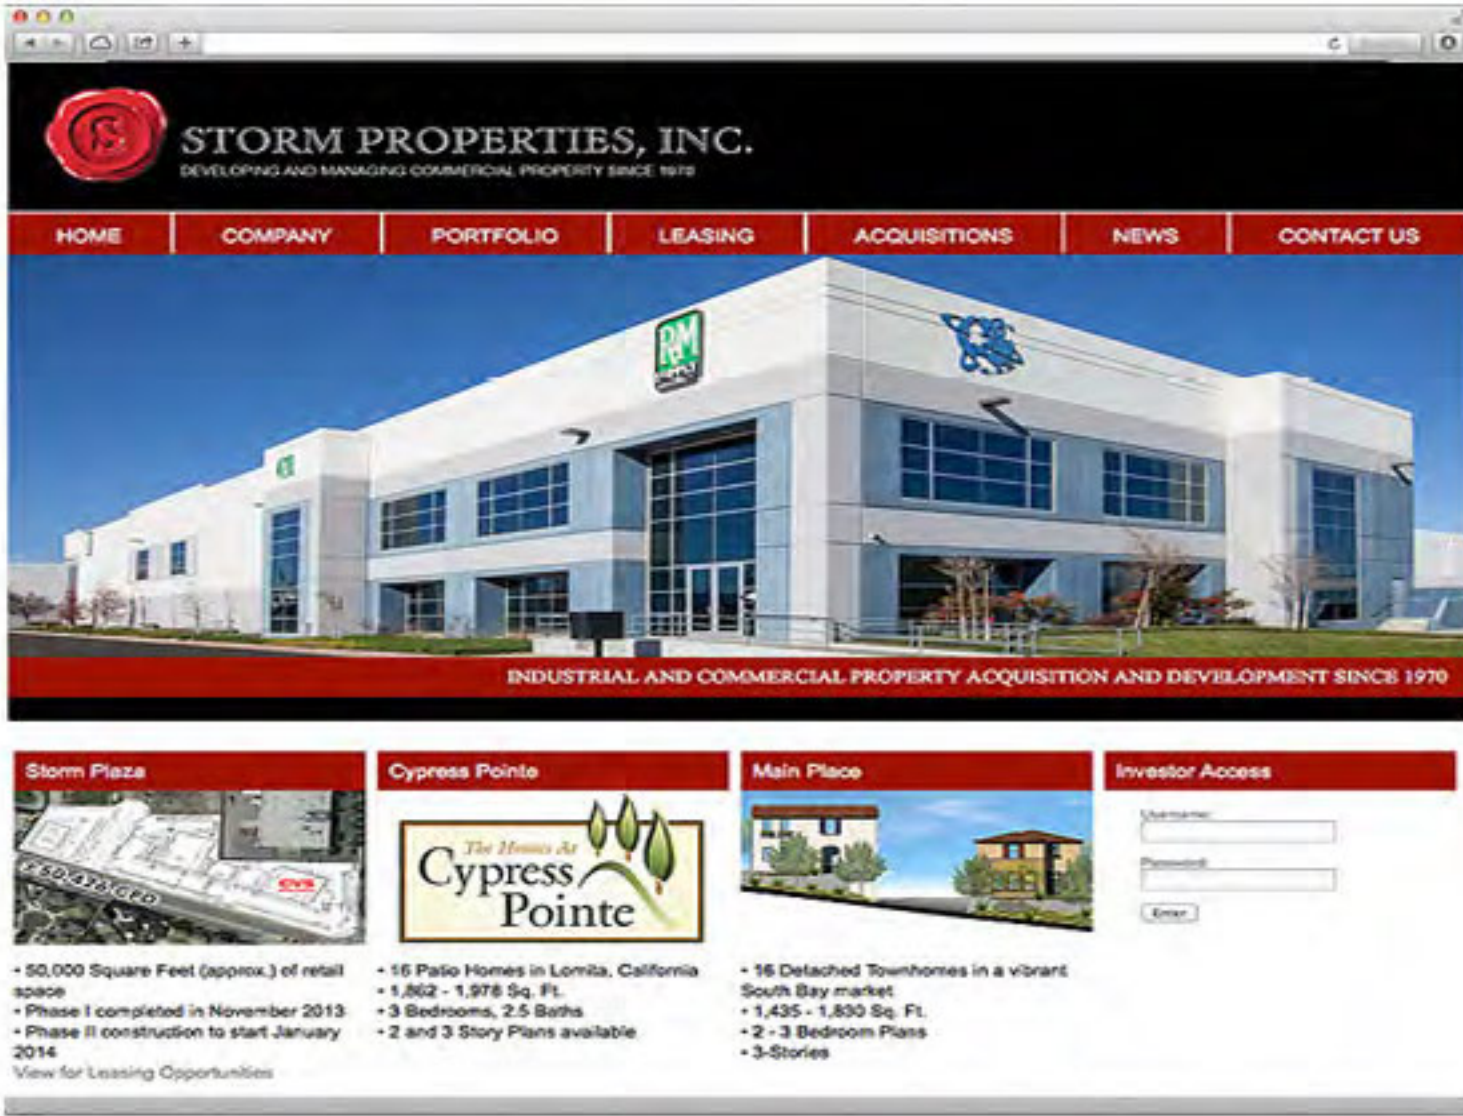 STORM PROPERTIES, INC.
DEVELOPING AND MANAGING COMMERCIAL PROPERTY SINCE 1970
HOME
COMPANY
PORTFOLIO
LEASING
ACQUISITIONS
NEWS
CONTACT US
RM
INDUSTRIAL AND COMMERCIAL PROPERTY ACQUISITION AND DEVELOPMENT SINCE 1970
Storm Plaza
CVS
• 50,000 Square Feet (approx.) of retail
space
• Phase I completed in November 2013
• Phase II construction to start January
2014
View for Leasing Opportunities
Cypress Pointe
The Homes At
Cypress
Pointe
• 16 Patio Homes in Lomita, California
• 1,862 - 1,978 Sq. Ft.
• 3 Bedrooms, 2.5 Baths
• 2 and 3 Story Plans available
Main Place
• 16 Detached Townhomes in a vibrant
South Bay market
• 1,435 - 1,830 Sq. Ft.
• 2 - 3 Bedroom Plans
• 3-Stories
Investor Access
Username:
Password:
Enter